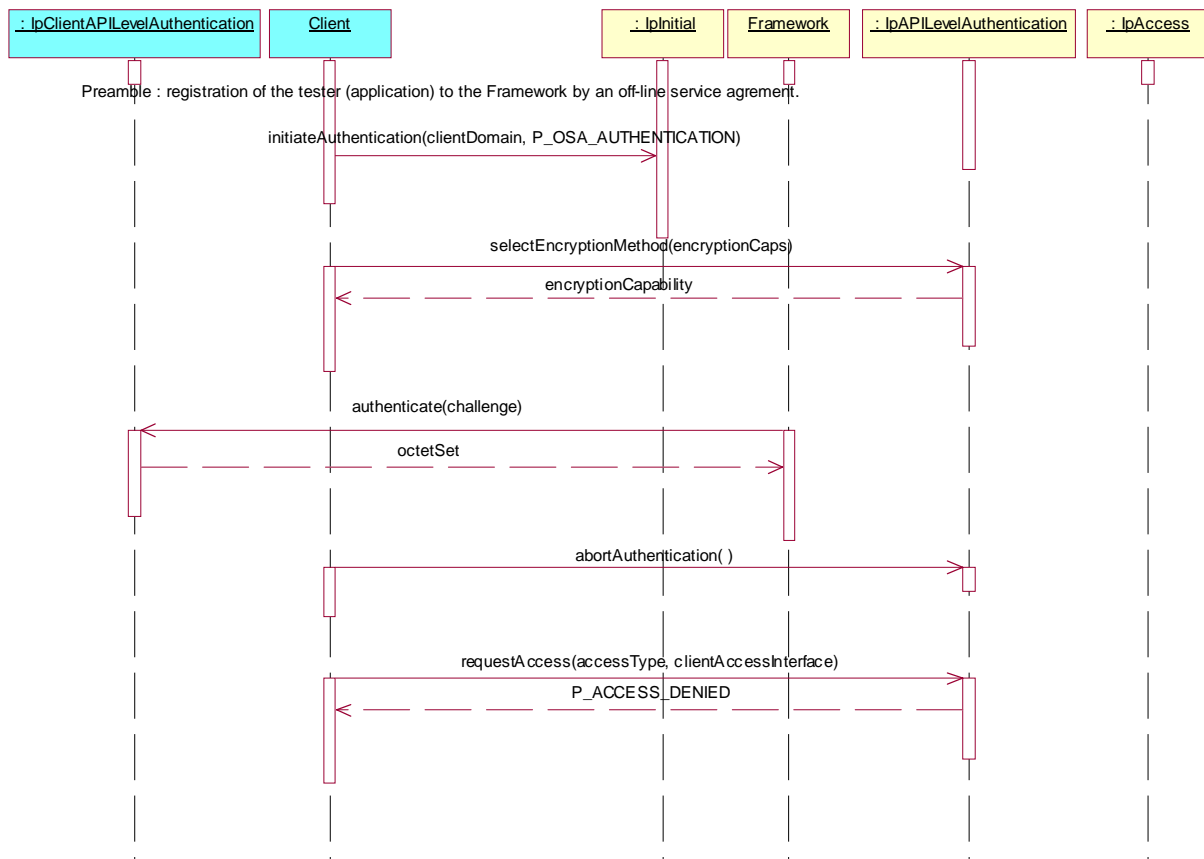 : IpClientAPILevelAuthentication
Client
: IpInitial
Framework
: IpAPILevelAuthentication
: IpAccess
Preamble : registration of the tester (application) to the Framework by an off-line service agrement.
initiateAuthentication(clientDomain, P_OSA_AUTHENTICATION)
selectEncryptionMethod(encryptionCaps)
encryptionCapability
authenticate(challenge)
octetSet
abortAuthentication( )
requestAccess(accessType, clientAccessInterface)
P_ACCESS_DENIED